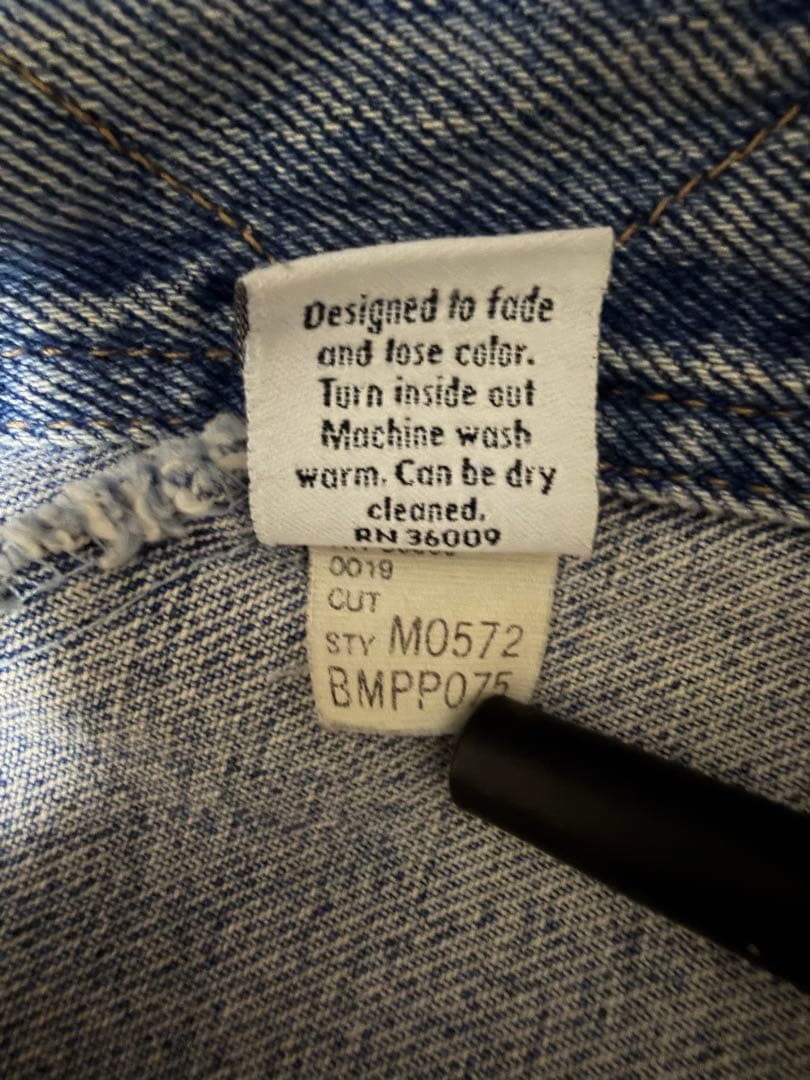 Designed to fade
and lose color.
Turn inside out
Machine wash
warm. Can be dry
cleaned.
RN 36009
0019
CUT
STY M0572
BMPP075